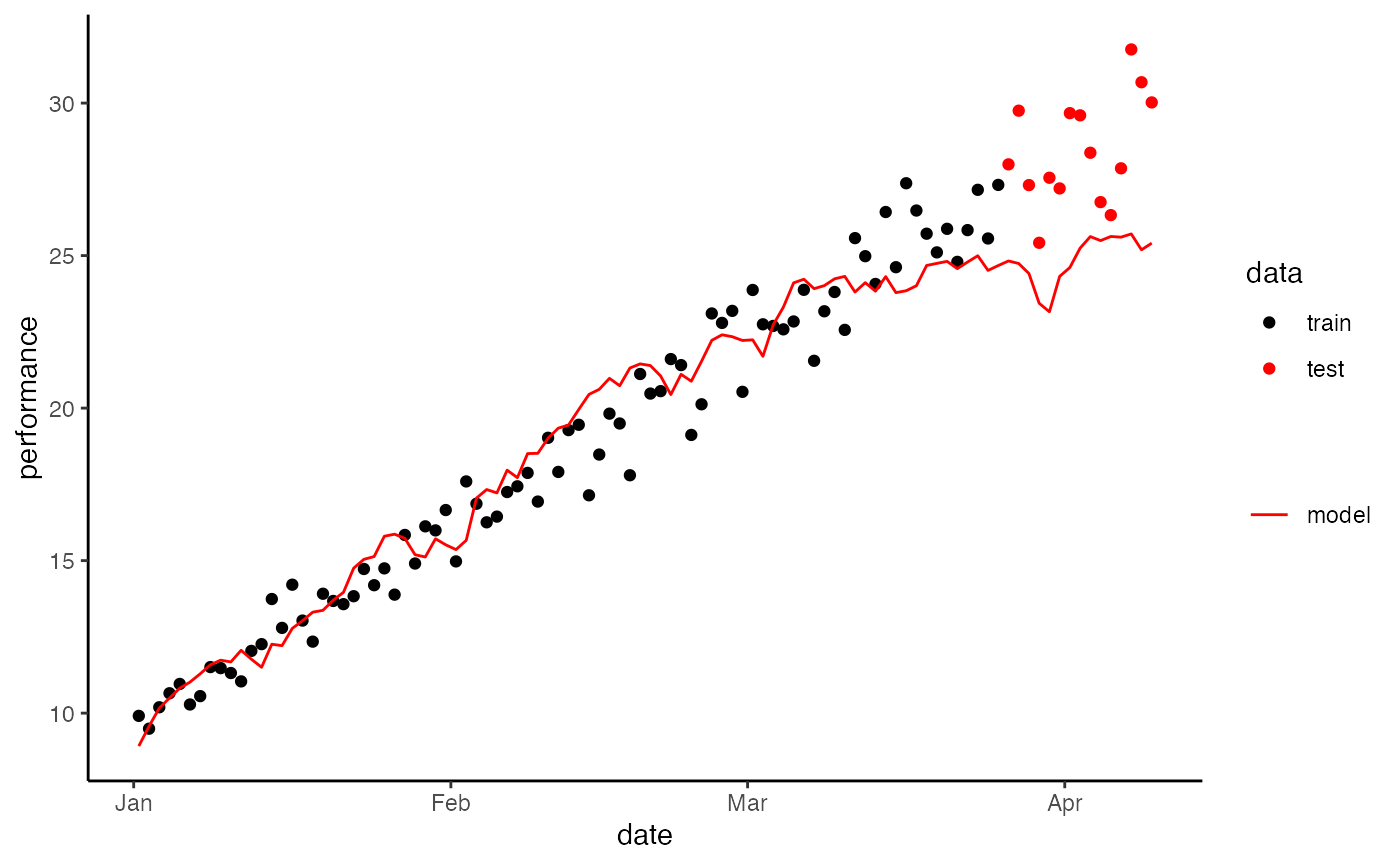 performance
30
25
20
15
10
Jan Feb Mar Apr
date
data
train
test
model